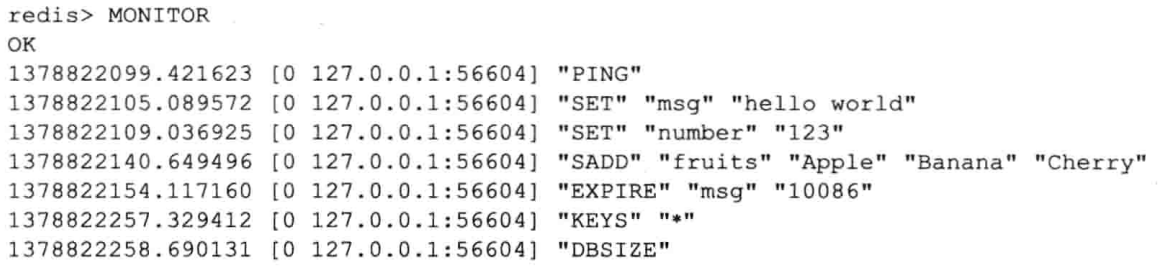 redis> MONITOR
OK
1378822099.421623 [0 127.0.0.1:56604] "PING"
1378822105.089572 [0 127.0.0.1:56604] "SET" "msg" "hello world"
1378822109.036925 [0 127.0.0.1:56604] "SET" "number" "123"
1378822140.649496 [0 127.0.0.1:56604] "SADD" "fruits" "Apple" "Banana" "Cherry"
1378822154.117160 [0 127.0.0.1:56604] "EXPIRE" "msg" "10086"
1378822257.329412 [0 127.0.0.1:56604] "KEYS" "*"
1378822258.690131 [0 127.0.0.1:56604] "DBSIZE"